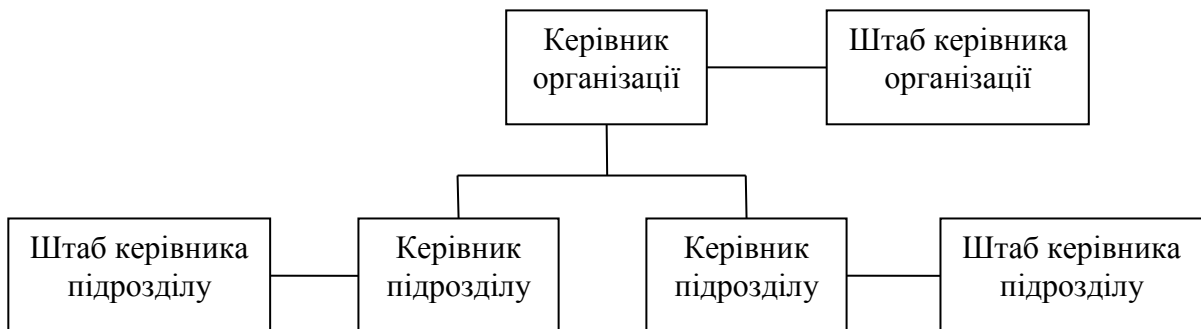 Керівник
організації
Штаб керівника
організації
Штаб керівника
підрозділу
Керівник
підрозділу
Керівник
підрозділу
Штаб керівника
підрозділу